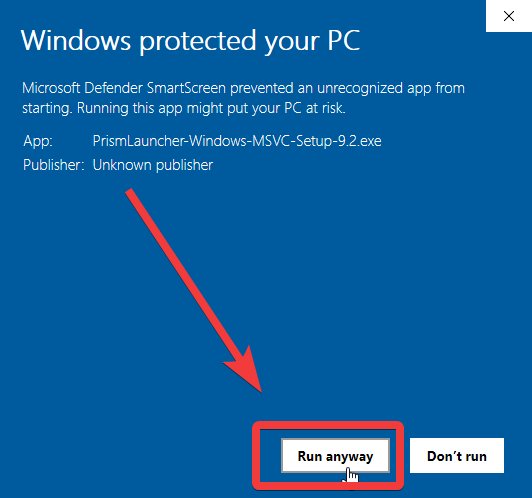 Windows protected your PC
Microsoft Defender SmartScreen prevented an unrecognized app from
starting. Running this app might put your PC at risk.
App: PrismLauncher-Windows-MSVC-Setup-9.2.exe
Publisher: Unknown publisher
Run anyway Don't run